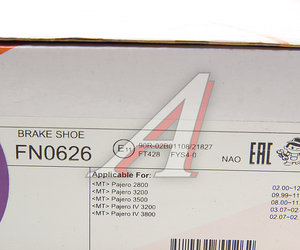 BRAKE SHOE
FN0626
E11 90R-02B01108/21827
FT428 FYS4-0
NAO EAC
Applicable For:
<MT> Pajero 2800 02.00-12
<MT> Pajero 3200 09.99-11
<MT> Pajero 3500 08.00-11
<MT> Pajero IV 3200 03.07-02
<MT> Pajero IV 3800 02.07-